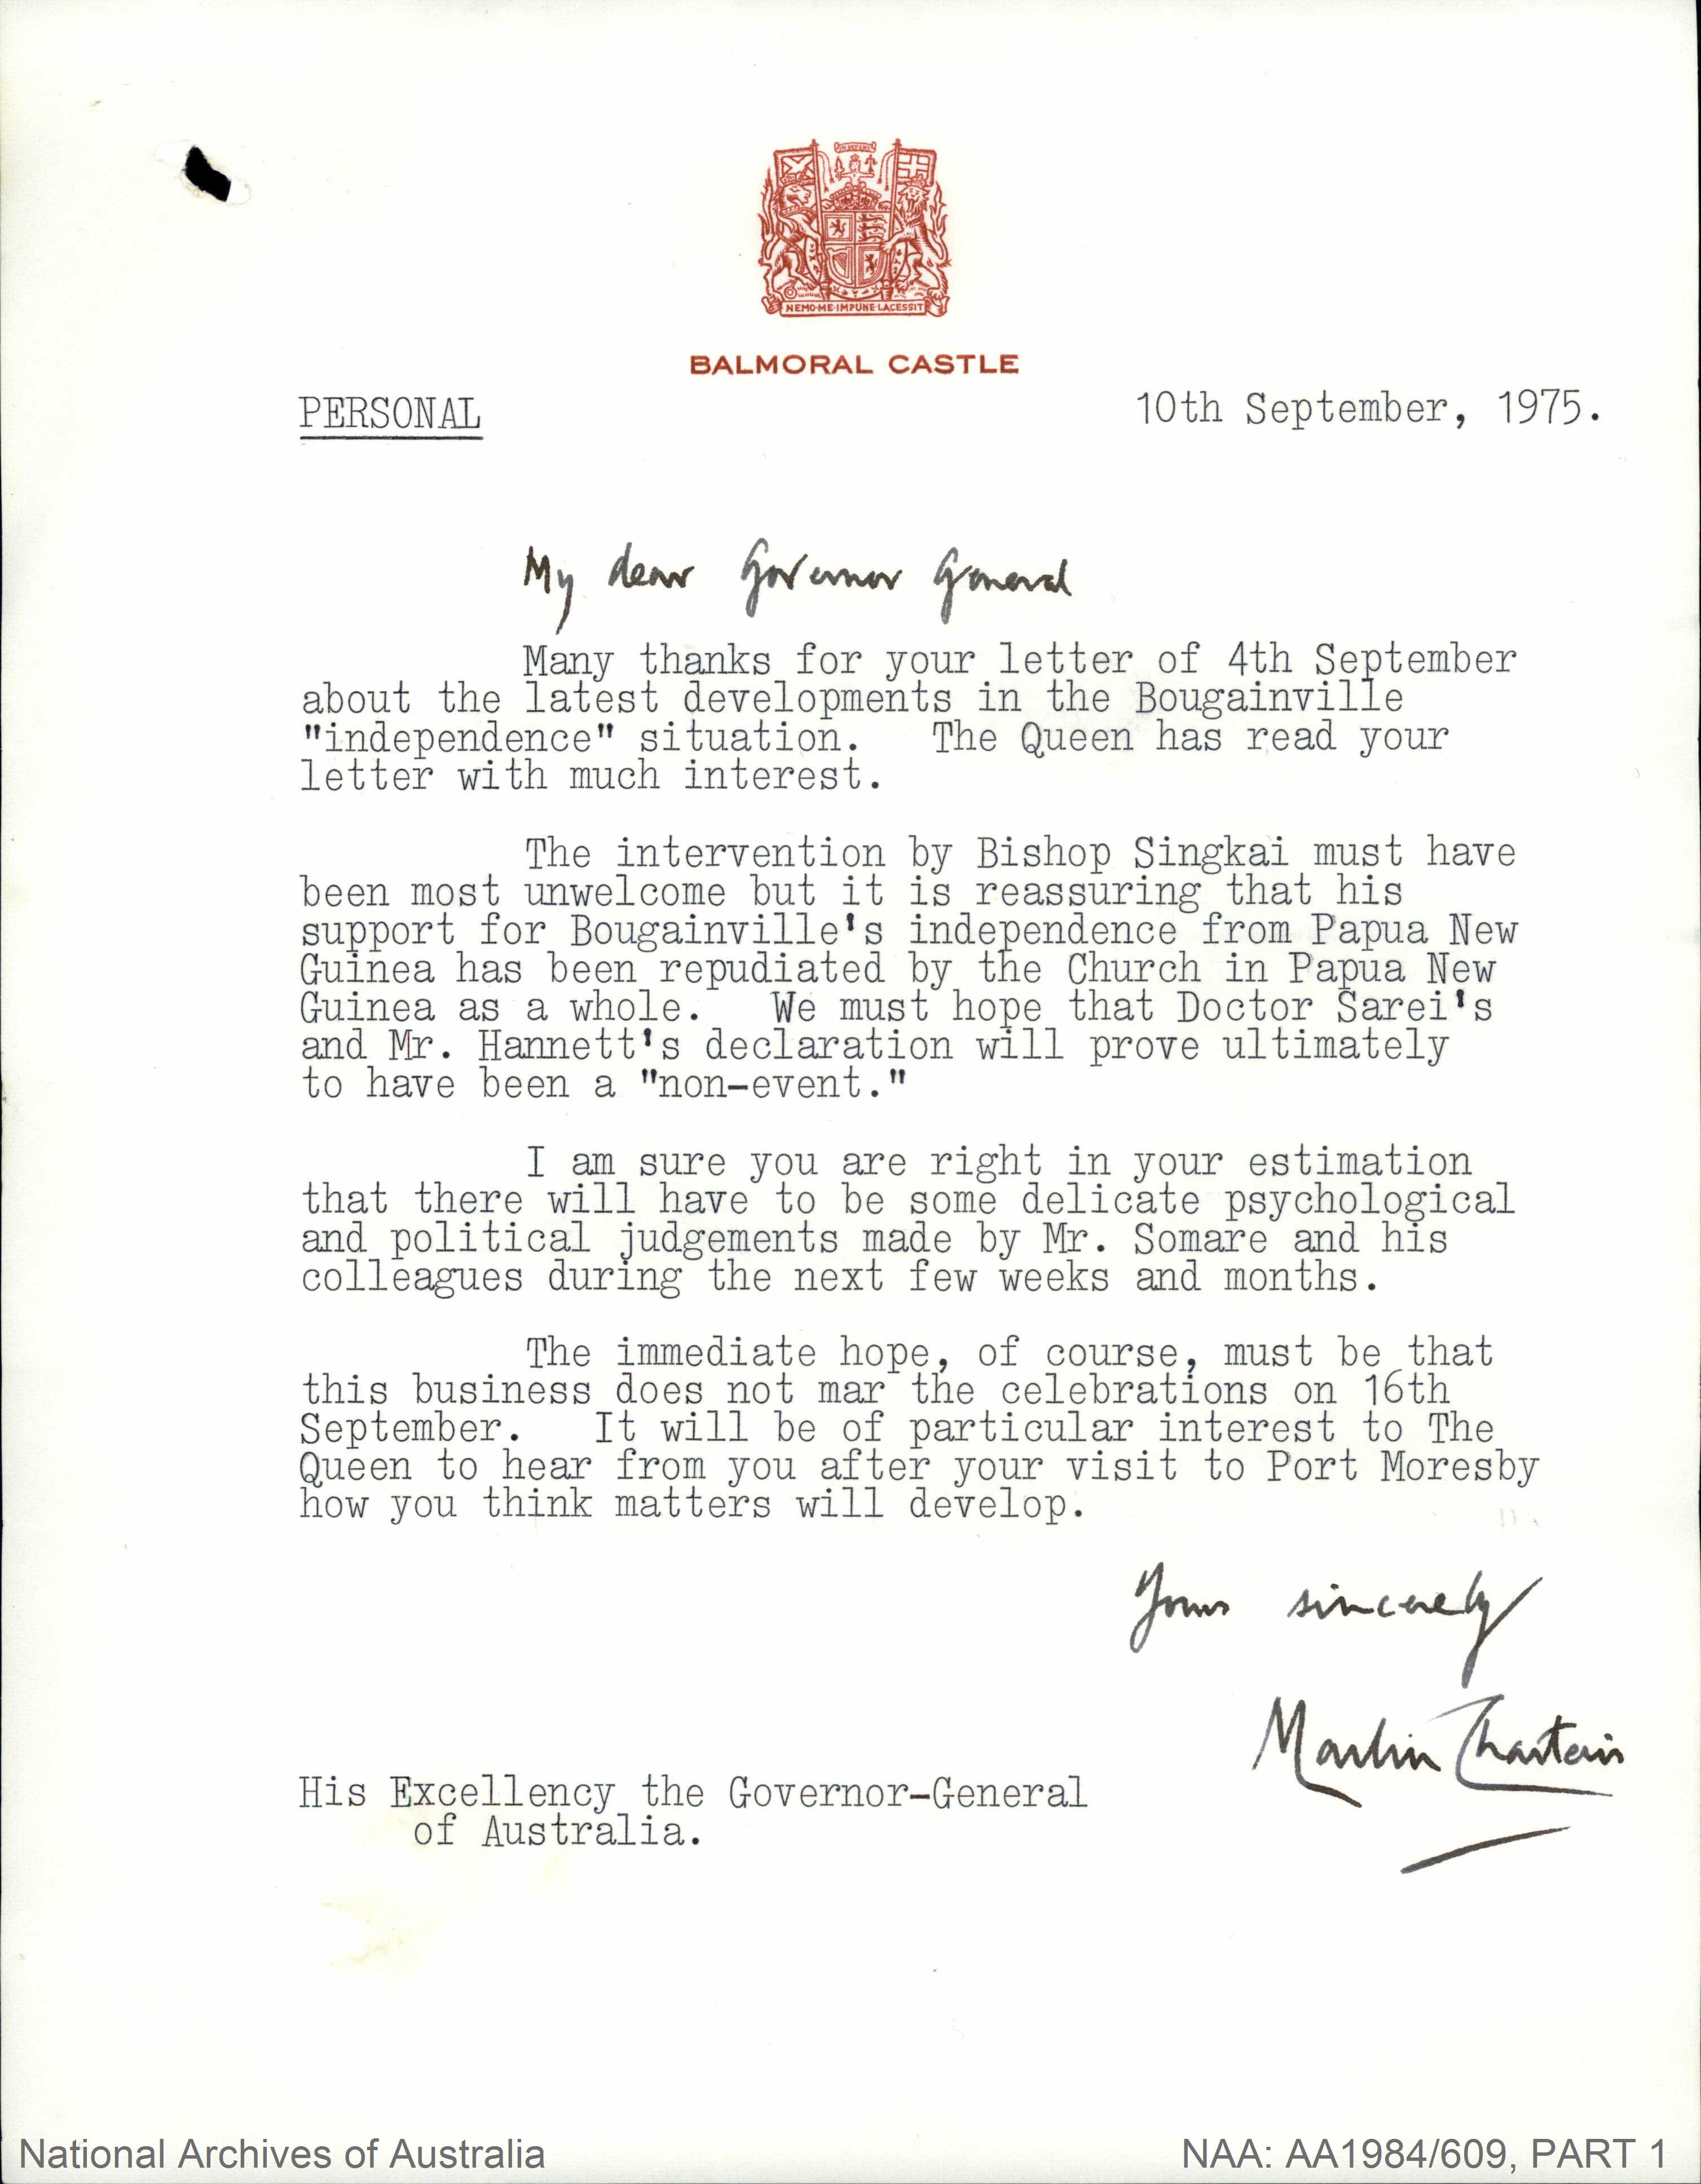 NEMO·ME·IMPUNE·LACESSIT
BALMORAL CASTLE
PERSONAL
10th September, 1975.
My dear Governor General
Many thanks for your letter of 4th September
about the latest developments in the Bougainville
"independence" situation. The Queen has read your
letter with much interest.
The intervention by Bishop Singkai must have
been most unwelcome but it is reassuring that his
support for Bougainville's independence from Papua New
Guinea has been repudiated by the Church in Papua New
Guinea as a whole. We must hope that Doctor Sarei's
and Mr. Hannett's declaration will prove ultimately
to have been a "non-event."
I am sure you are right in your estimation
that there will have to be some delicate psychological
and political judgements made by Mr. Somare and his
colleagues during the next few weeks and months.
The immediate hope, of course, must be that
this business does not mar the celebrations on 16th
September. It will be of particular interest to The
Queen to hear from you after your visit to Port Moresby
how you think matters will develop.
Yours sincerely
Martin Charteris
His Excellency the Governor-General
of Australia.
National Archives of Australia
NAA: AA1984/609, PART 1